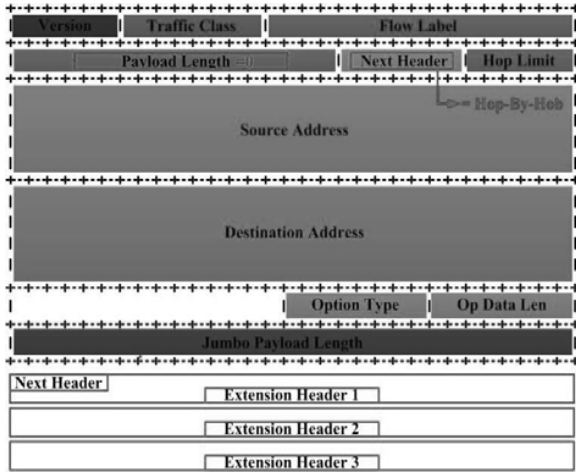 Version Traffic Class Flow Label
Payload Length =0 Next Header Hop Limit
= Hop-By-Hob
Source Address
Destination Address
Option Type Op Data Len
Jumbo Payload Length
Next Header
Extension Header 1
Extension Header 2
Extension Header 3